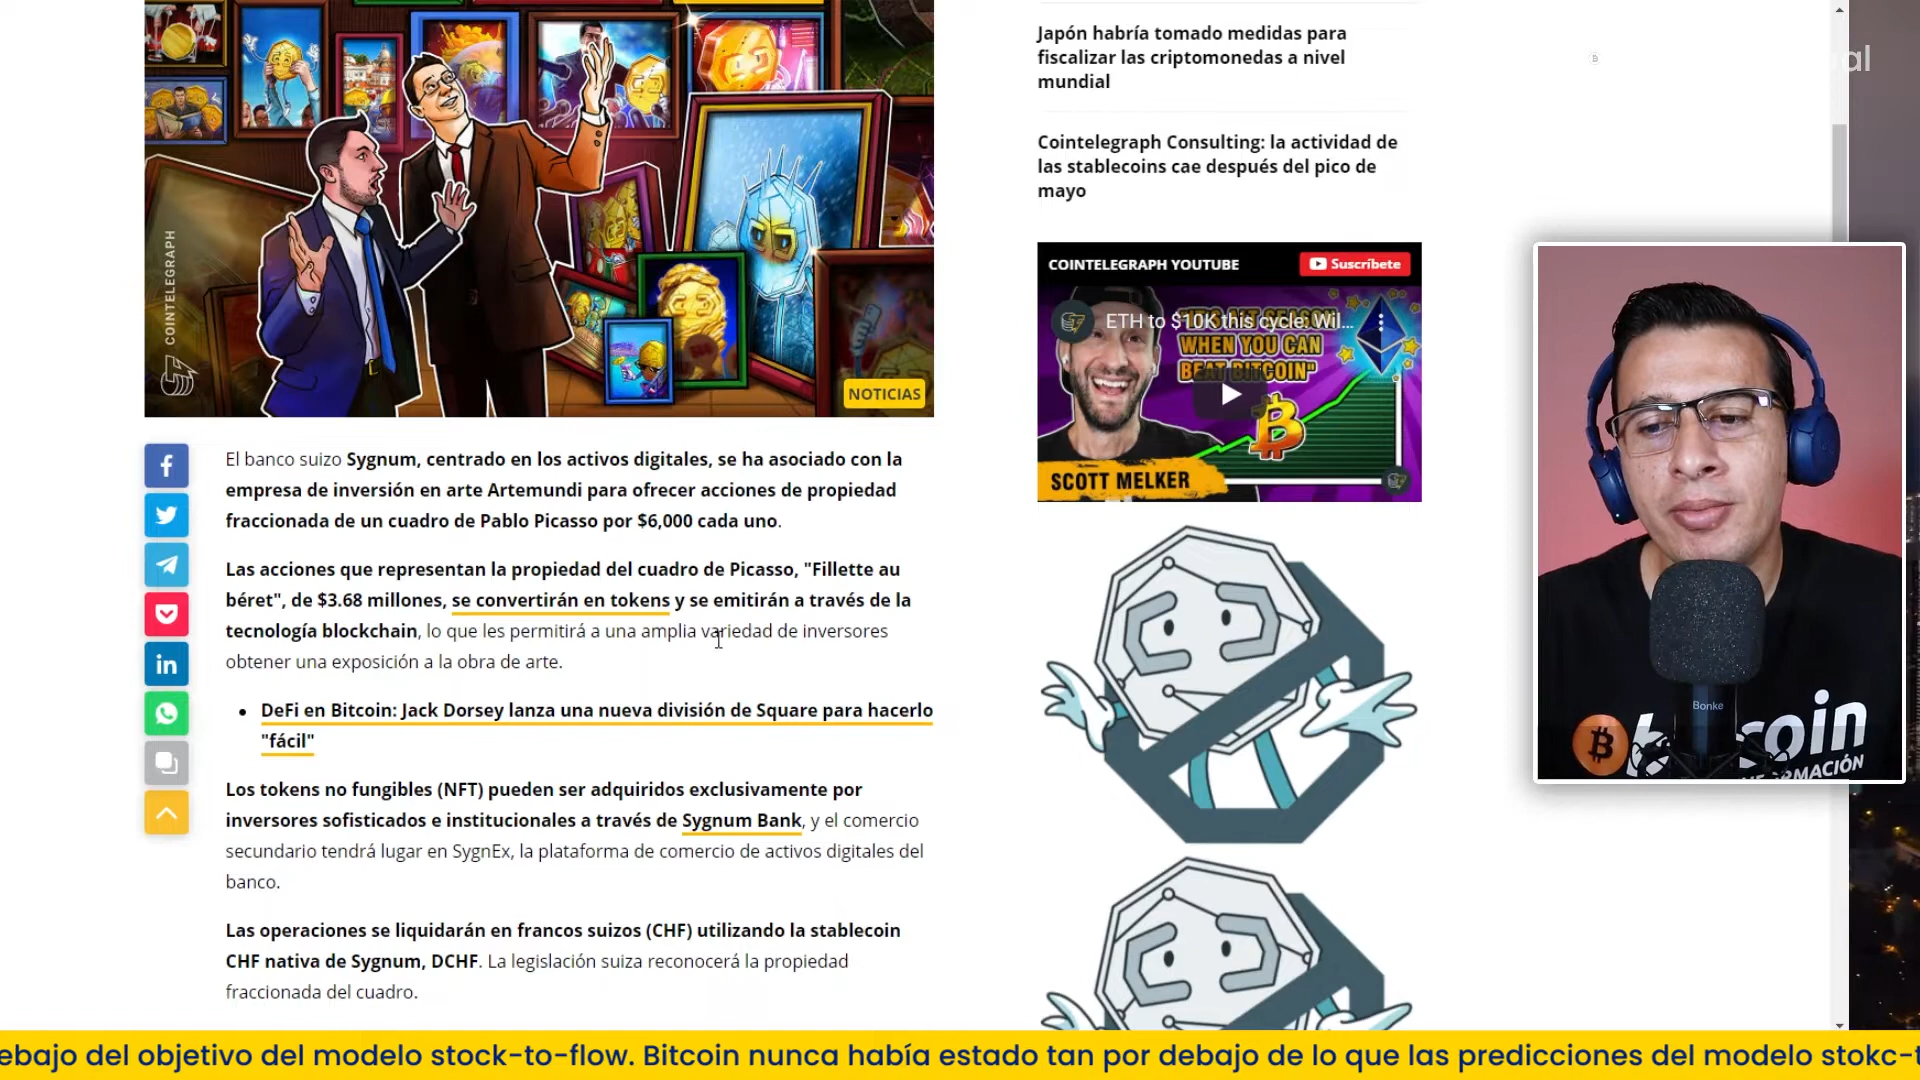 COINTELEGRAPH
NOTICIAS
El banco suizo Sygnum, centrado en los activos digitales, se ha asociado con la
empresa de inversión en arte Artemundi para ofrecer acciones de propiedad
fraccionada de un cuadro de Pablo Picasso por $6,000 cada uno.
Las acciones que representan la propiedad del cuadro de Picasso, "Fillette au
béret", de $3.68 millones, se convertirán en tokens y se emitirán a través de la
tecnología blockchain, lo que les permitirá a una amplia variedad de inversores
obtener una exposición a la obra de arte.
DeFi en Bitcoin: Jack Dorsey lanza una nueva división de Square para hacerlo
"fácil"
Los tokens no fungibles (NFT) pueden ser adquiridos exclusivamente por
inversores sofisticados e institucionales a través de Sygnum Bank, y el comercio
secundario tendrá lugar en SygnEx, la plataforma de comercio de activos digitales del
banco.
Las operaciones se liquidarán en francos suizos (CHF) utilizando la stablecoin
CHF nativa de Sygnum, DCHF. La legislación suiza reconocerá la propiedad
fraccionada del cuadro.
Japón habría tomado medidas para
fiscalizar las criptomonedas a nivel
mundial
Cointelegraph Consulting: la actividad de
las stablecoins cae después del pico de
mayo
COINTELEGRAPH YOUTUBE
Suscríbete
ETH to $10K this cycle: Wil...
WHEN YOU CAN
BEAT BITCOIN"
SCOTT MELKER
Bonke
ebajo del objetivo del modelo stock-to-flow. Bitcoin nunca había estado tan por debajo de lo que las predicciones del modelo stokc-t